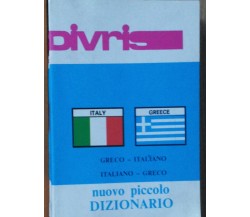 Divris
ITALY
GREECE
GRECO - ITALIANO
ITALIANO - GRECO
nuovo piccolo
DIZIONARIO